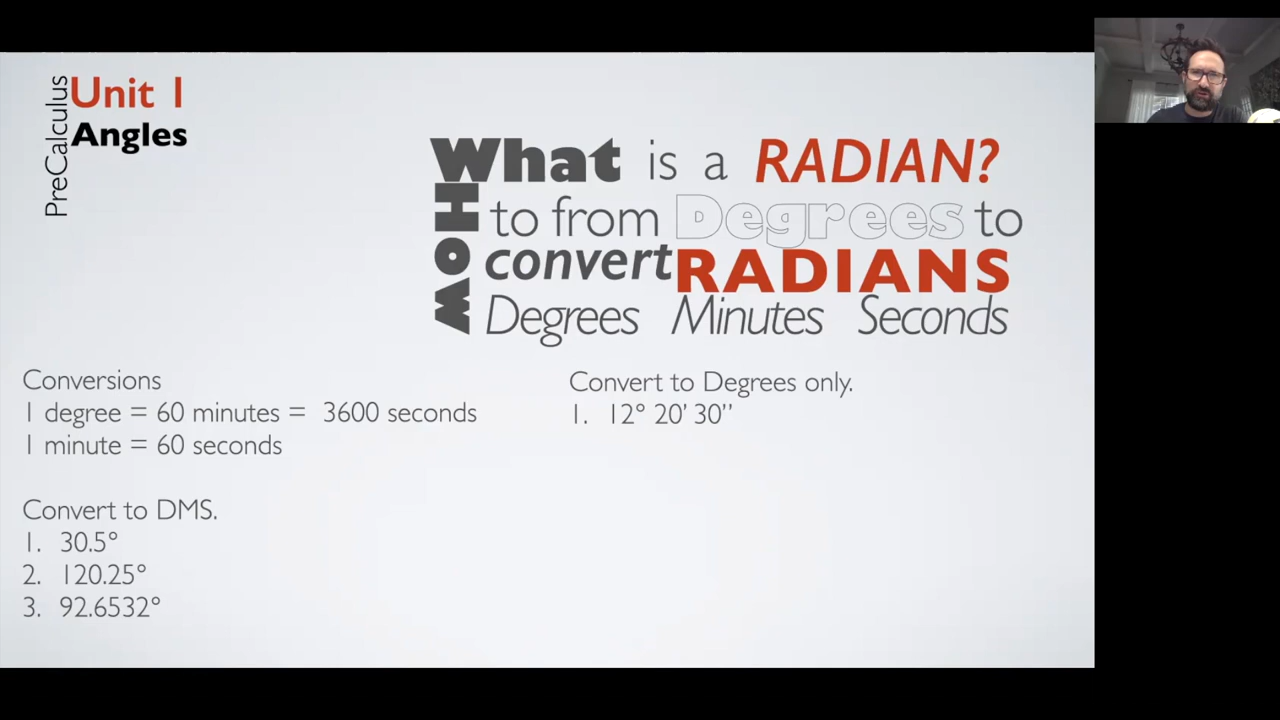 PreCalculus
Unit 1
Angles
What is a RADIAN?
HOW
to from Degrees to
convert RADIANS
Degrees Minutes Seconds
Conversions
1 degree = 60 minutes = 3600 seconds
1 minute = 60 seconds
Convert to DMS.
1. 30.5°
2. 120.25°
3. 92.6532°
Convert to Degrees only.
1. 12° 20' 30”